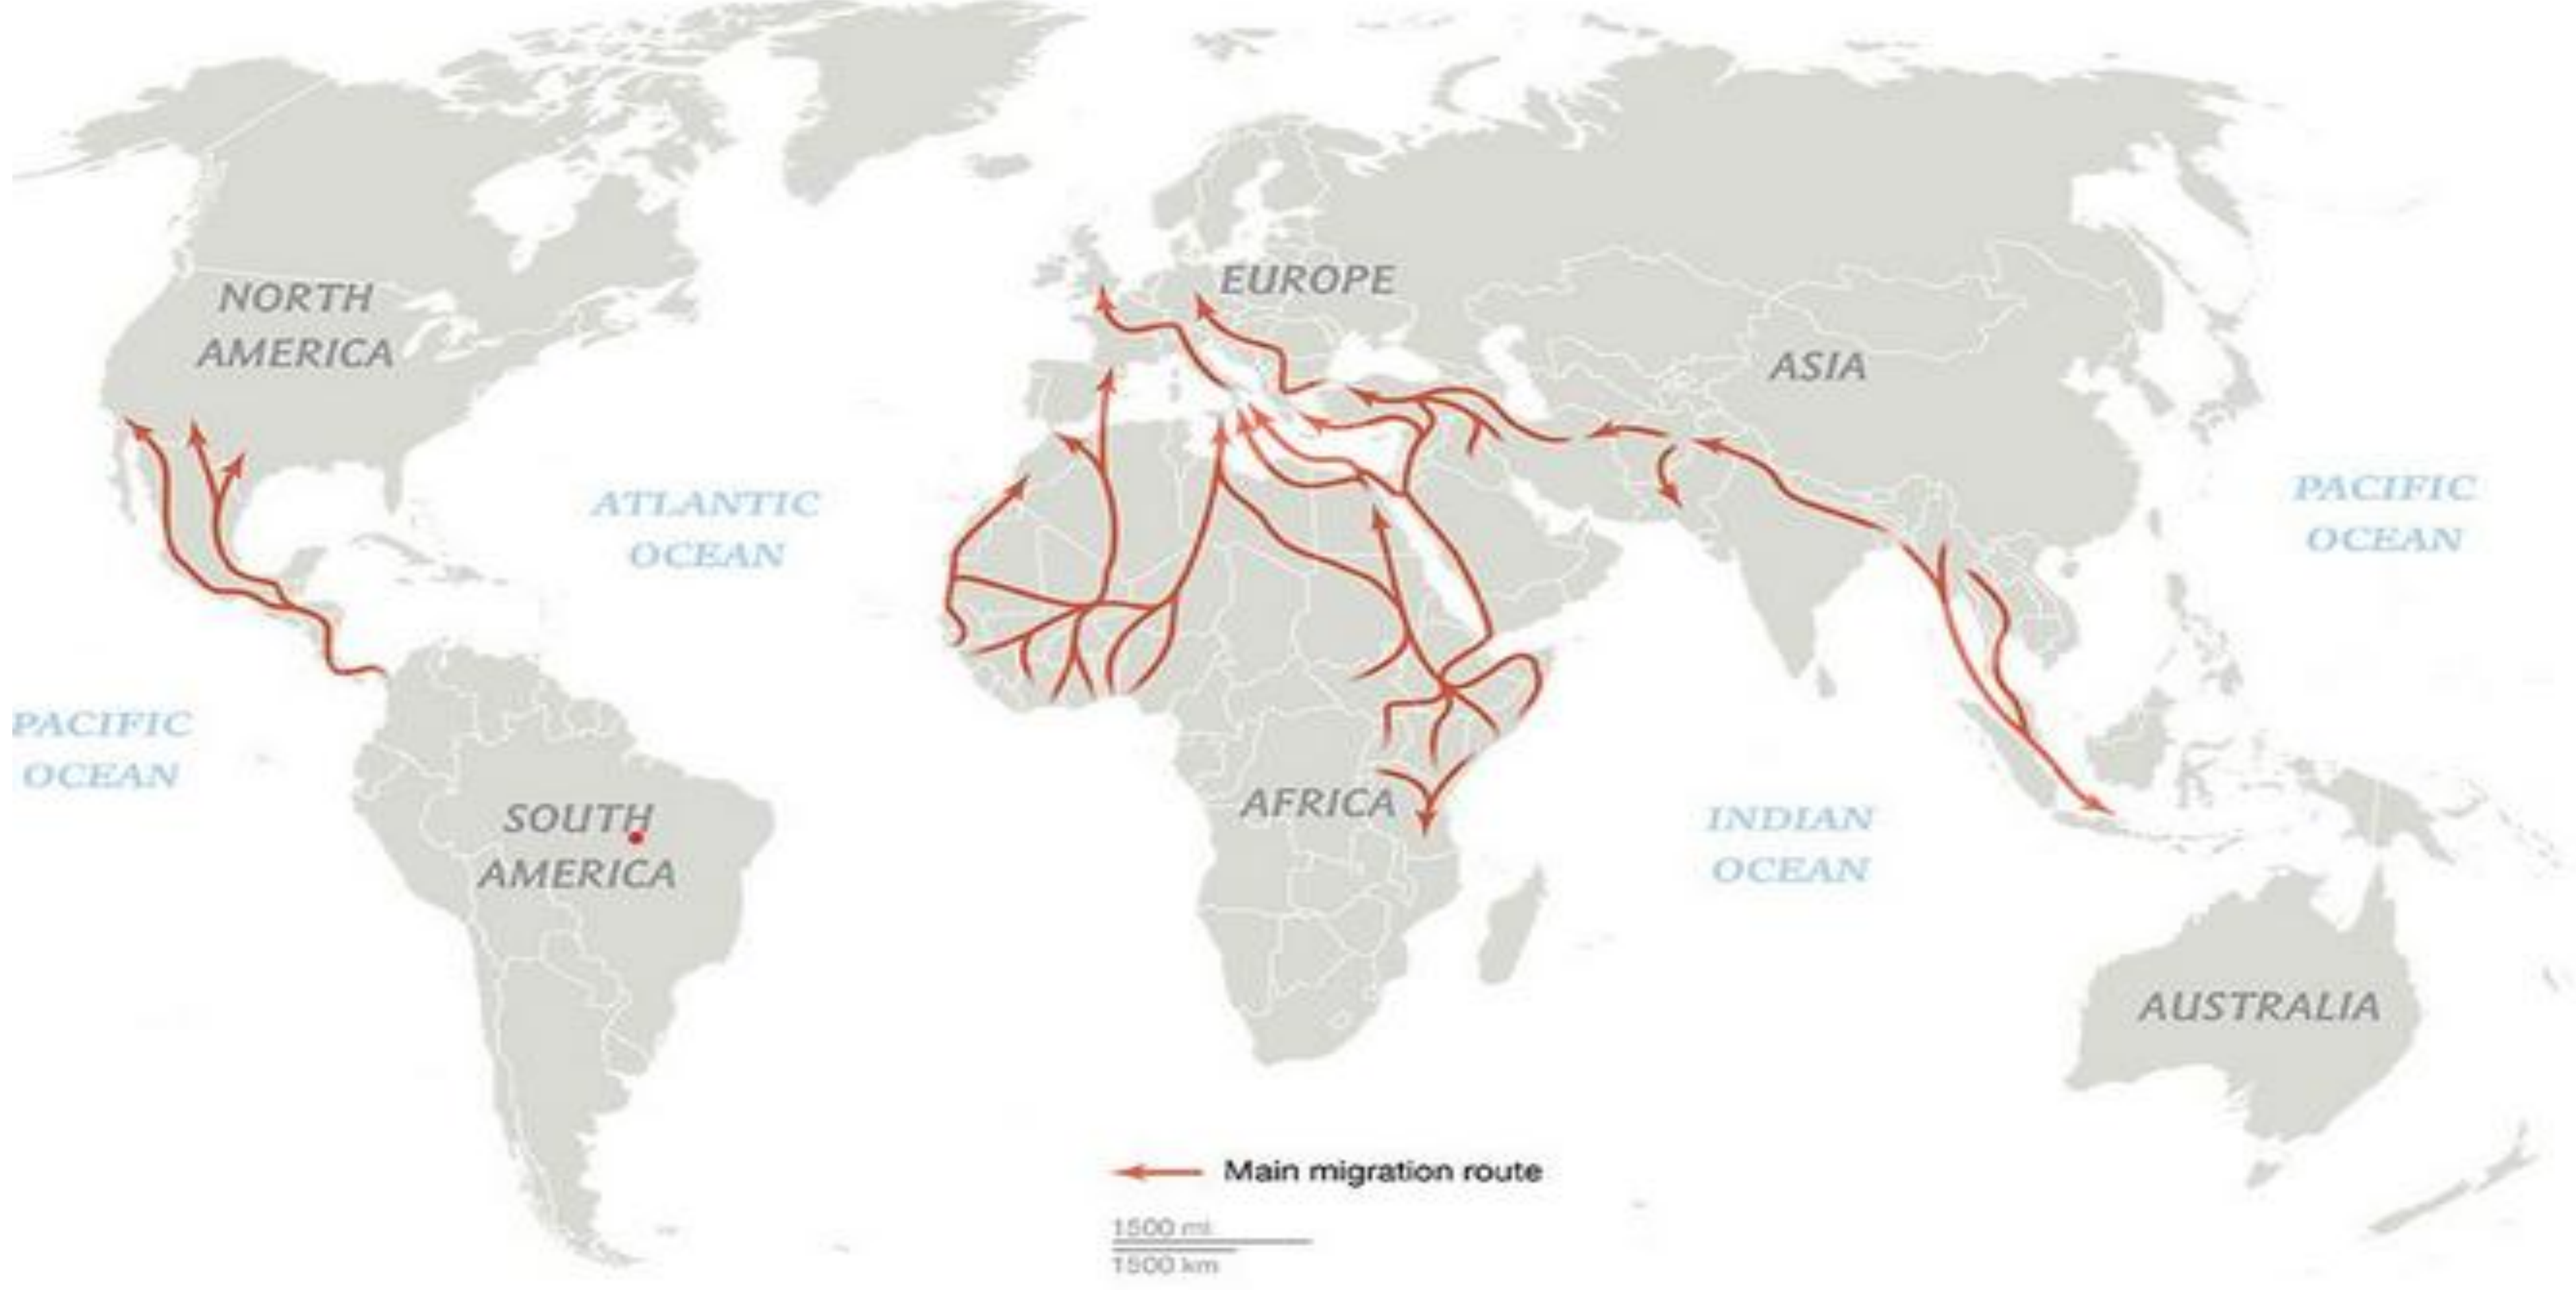 NORTH
AMERICA
EUROPE
ASIA
ATLANTIC
OCEAN
PACIFIC
OCEAN
PACIFIC
OCEAN
SOUTH
AMERICA
AFRICA
INDIAN
OCEAN
AUSTRALIA
Main migration route
1500 mi
1500 km